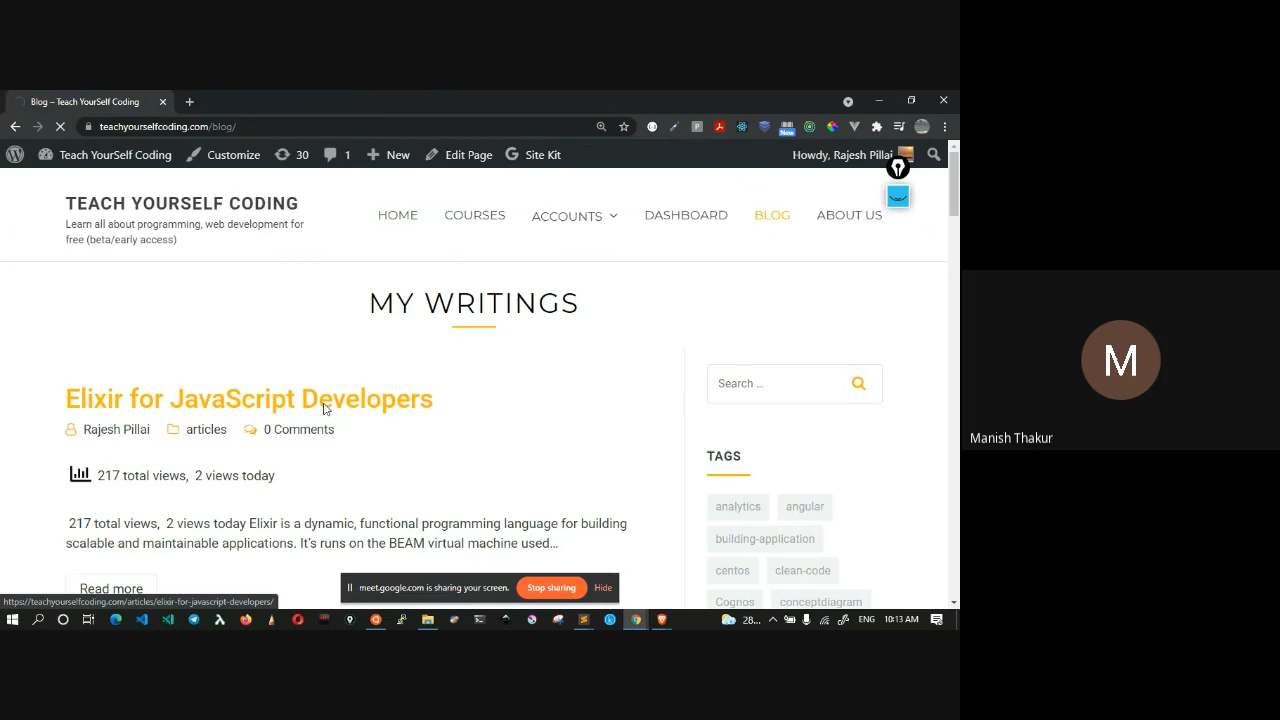 Blog – Teach YourSelf Coding
teachyourselfcoding.com/blog/
New
Teach YourSelf Coding
Customize
30
1
New
Edit Page
Site Kit
Howdy, Rajesh Pillai
TEACH YOURSELF CODING
Learn all about programming, web development for
free (beta/early access)
HOME
COURSES
ACCOUNTS
DASHBOARD
BLOG
ABOUT US
MY WRITINGS
Elixir for JavaScript Developers
Rajesh Pillai
articles
0 Comments
217 total views, 2 views today
217 total views, 2 views today Elixir is a dynamic, functional programming language for building
scalable and maintainable applications. It's runs on the BEAM virtual machine used...
Read more
Search ...
TAGS
analytics
angular
building-application
centos
clean-code
Cognos
conceptdiagram
meet.google.com is sharing your screen.
Stop sharing
Hide
https://teachyourselfcoding.com/articles/elixir-for-javascript-developers/
28...
ENG
10:13 AM
M
Manish Thakur